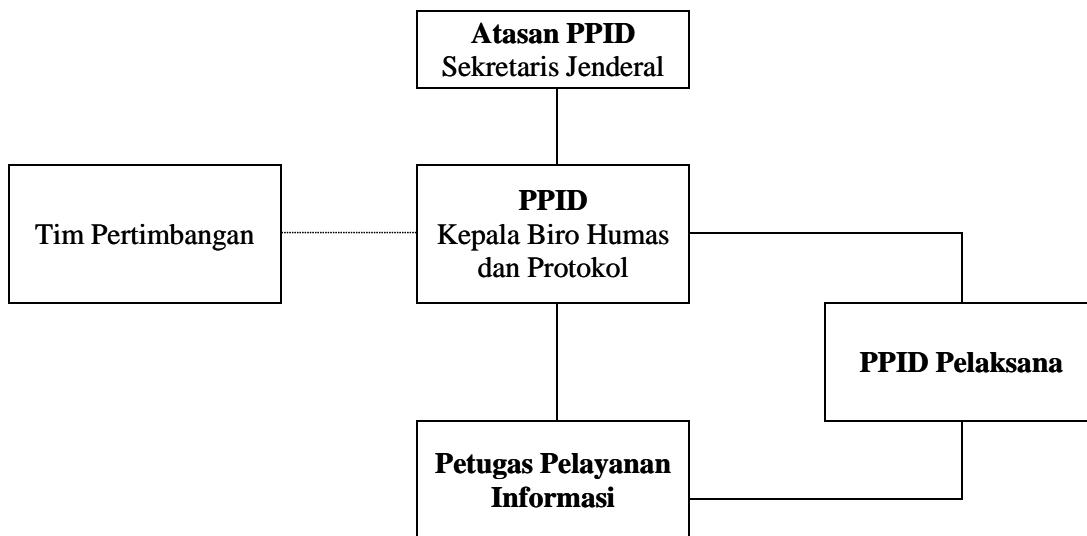 Atasan PPID
Sekretaris Jenderal
Tim Pertimbangan
PPID
Kepala Biro Humas
dan Protokol
PPID Pelaksana
Petugas Pelayanan
Informasi